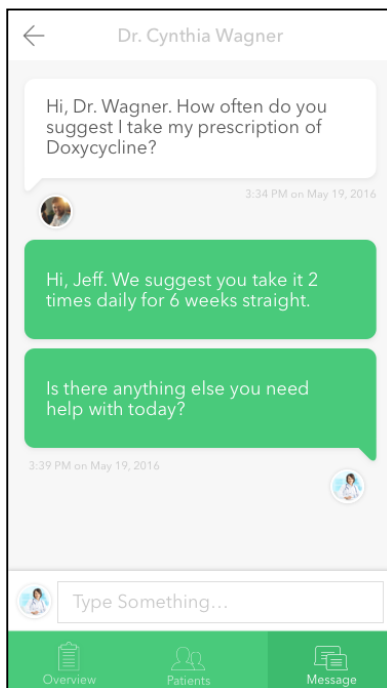 Dr. Cynthia Wagner
Hi, Dr. Wagner. How often do you
suggest I take my prescription of
Doxycycline?
3:34 PM on May 19, 2016
Hi, Jeff. We suggest you take it 2
times daily for 6 weeks straight.
Is there anything else you need
help with today?
3:39 PM on May 19, 2016
Type Something...
Overview
Patients
Message